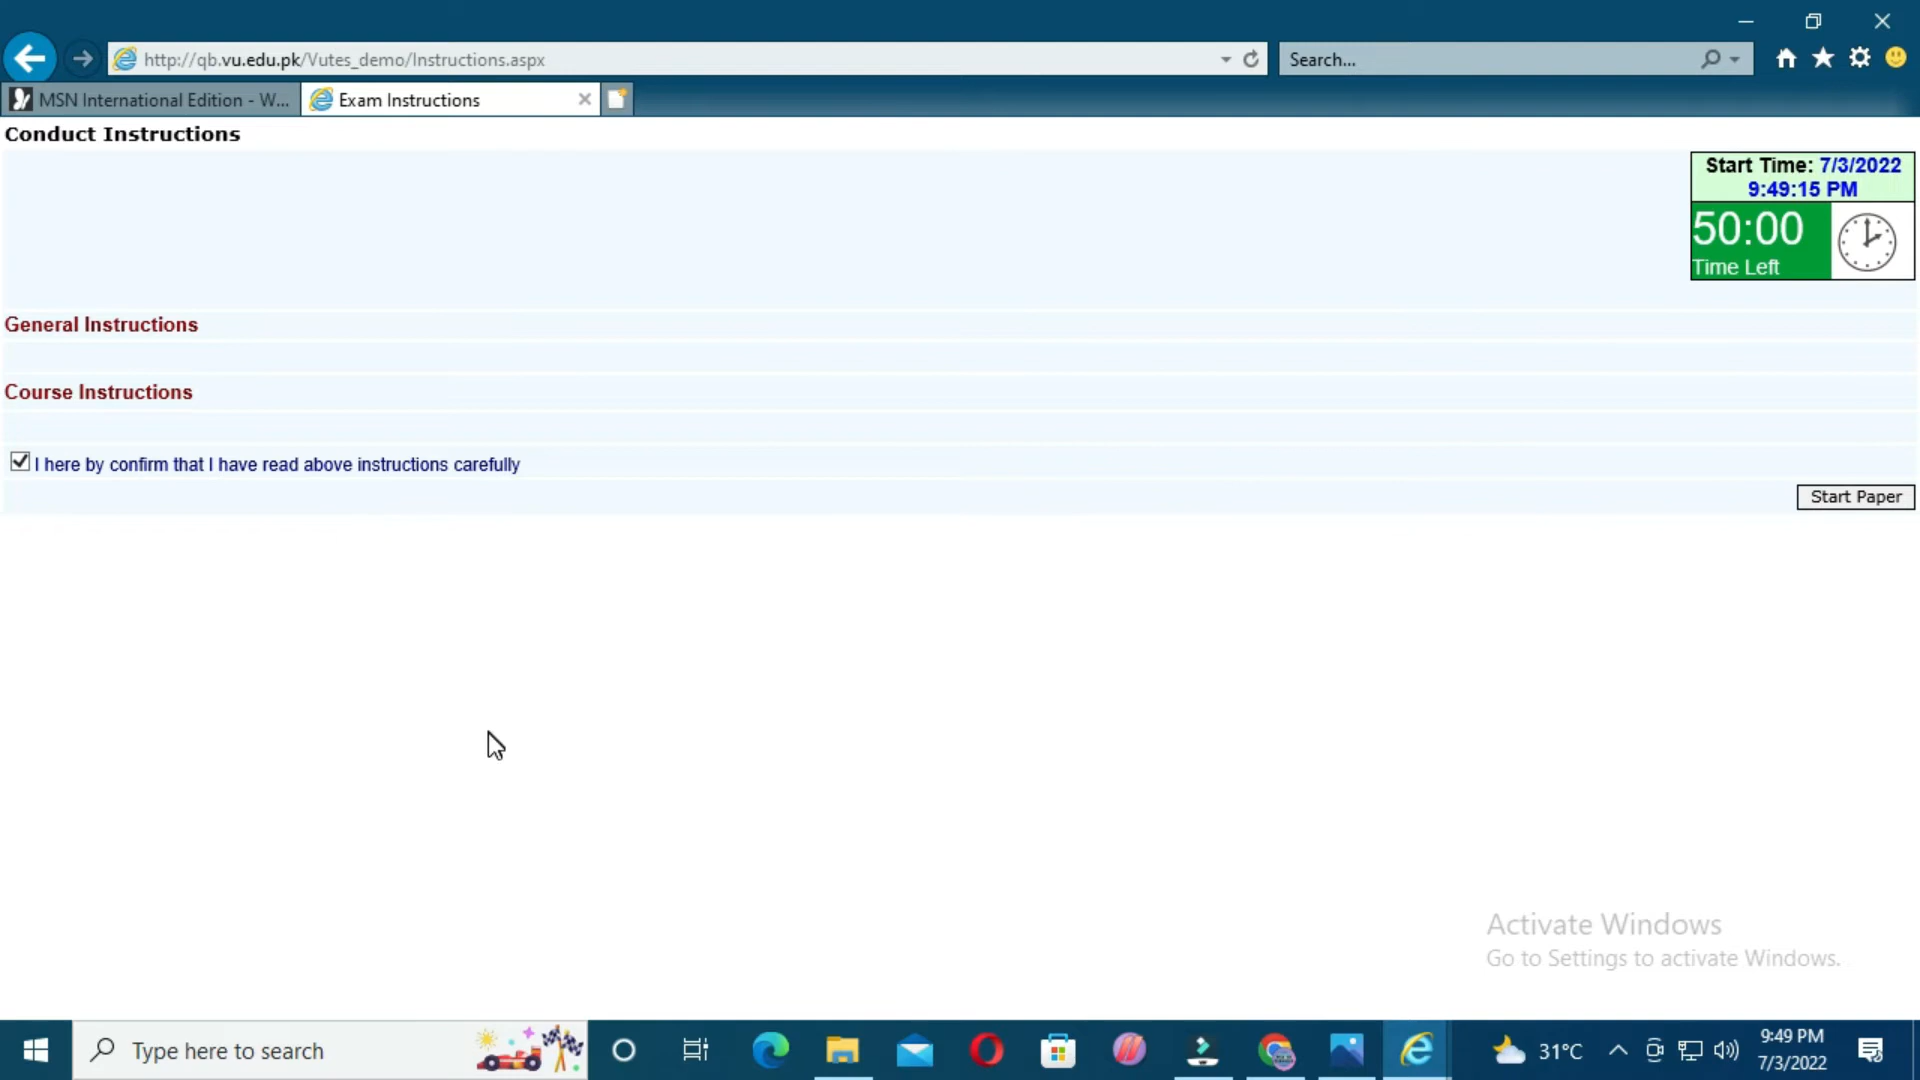 http://qb.vu.edu.pk/Vutes_demo/Instructions.aspx
Search...
MSN International Edition - W...
Exam Instructions
Conduct Instructions
Start Time: 7/3/2022
9:49:15 PM
50:00
Time Left
General Instructions
Course Instructions
I here by confirm that I have read above instructions carefully
Start Paper
Activate Windows
Go to Settings to activate Windows.
Type here to search
31°C
9:49 PM
7/3/2022